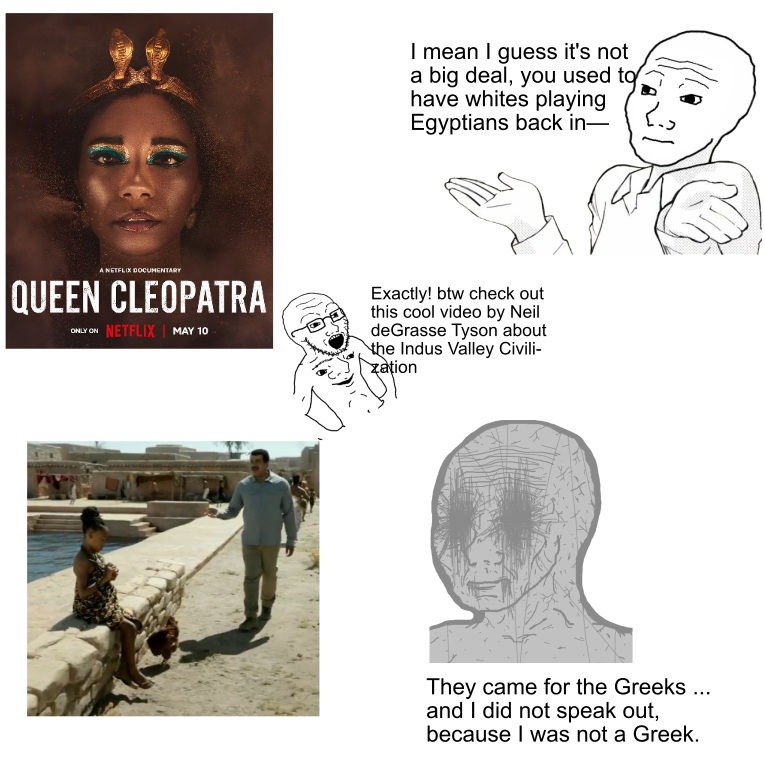 I mean I guess it's not
a big deal, you used to
have whites playing
Egyptians back in—
A NETFLIX DOCUMENTARY
QUEEN CLEOPATRA
ONLY ON NETFLIX | MAY 10
Exactly! btw check out
this cool video by Neil
deGrasse Tyson about
the Indus Valley Civili-
zation
They came for the Greeks ...
and I did not speak out,
because I was not a Greek.